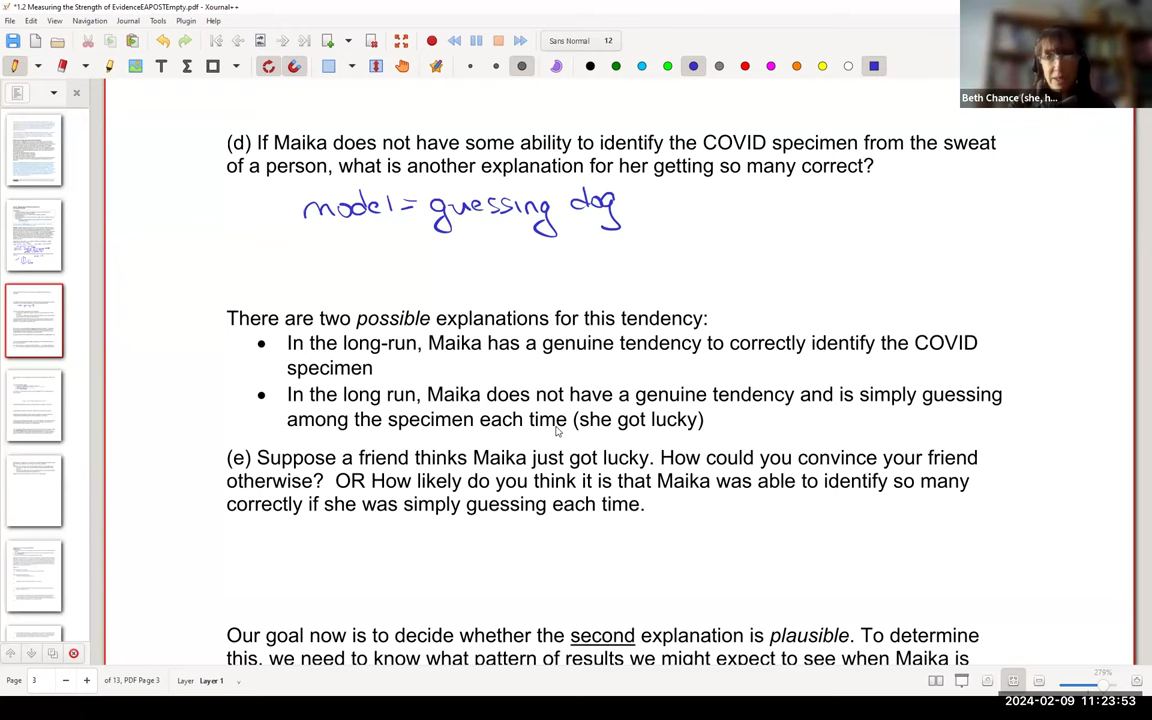 *1.2 Measuring the Strength of EvidenceEAPOSTEmpty.pdf - Xournal++
File Edit View Navigation Journal Tools Plugin Help
Sans Normal 12
Beth Chance (she, h...
(d) If Maika does not have some ability to identify the COVID specimen from the sweat
of a person, what is another explanation for her getting so many correct?
model = guessing dog
There are two possible explanations for this tendency:
• In the long-run, Maika has a genuine tendency to correctly identify the COVID
specimen
• In the long run, Maika does not have a genuine tendency and is simply guessing
among the specimen each time (she got lucky)
(e) Suppose a friend thinks Maika just got lucky. How could you convince your friend
otherwise? OR How likely do you think it is that Maika was able to identify so many
correctly if she was simply guessing each time.
Our goal now is to decide whether the second explanation is plausible. To determine
this, we need to know what pattern of results we might expect to see when Maika is
Page 3 of 13, PDF Page 3 Layer Layer 1 279%
2024-02-09 11:23:53